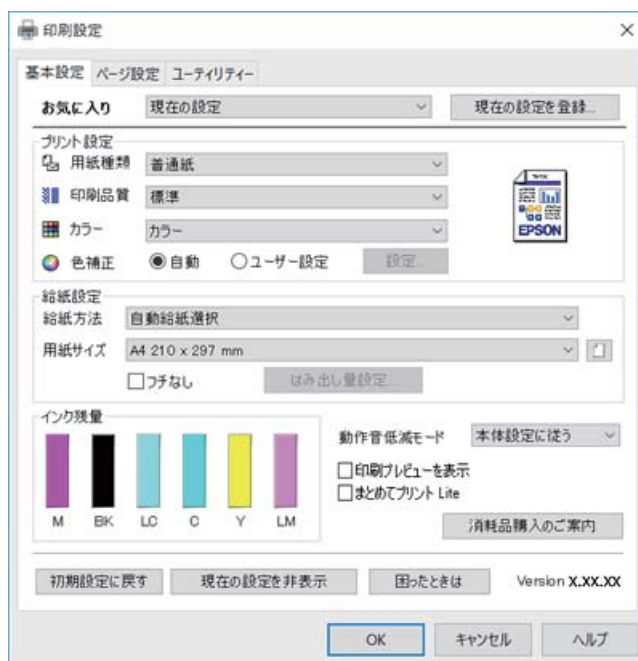 印刷設定
基本設定 ページ設定 ユーティリティー
お気に入り 現在の設定 現在の設定を登録...
プリント設定
用紙種類 普通紙
印刷品質 標準
カラー カラー
色補正 自動 ユーザー設定 設定...
EPSON
給紙設定
給紙方法 自動給紙選択
用紙サイズ A4 210 x 297 mm
フチなし はみ出し量設定...
インク残量
M BK LC C Y LM
動作音低減モード 本体設定に従う
印刷プレビューを表示
まとめてプリント Lite
消耗品購入のご案内
初期設定に戻す 現在の設定を非表示 困ったときは Version X.XX.XX
OK キャンセル ヘルプ